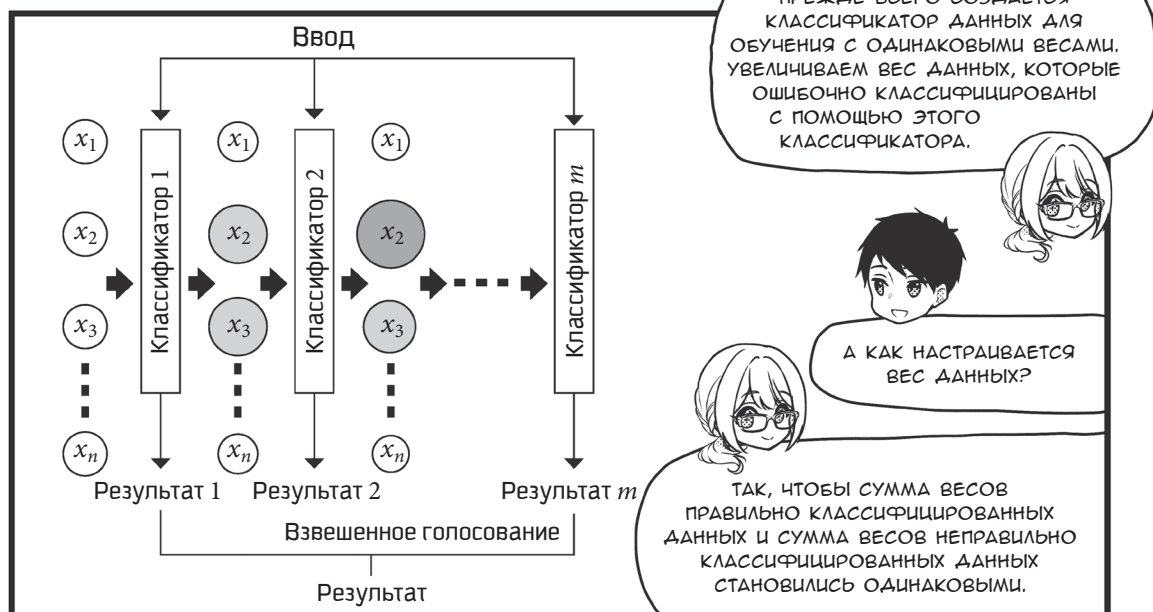 ПРЕЖДЕ ВСЕГО СОЗДАЕТСЯ
КЛАССИФИКАТОР ДАННЫХ ДЛЯ
ОБУЧЕНИЯ С ОДИНАКОВЫМИ ВЕСАМИ.
УВЕЛИЧИВАЕМ ВЕС ДАННЫХ, КОТОРЫЕ
ОШИБОЧНО КЛАССИФИЦИРОВАНЫ
С ПОМОЩЬЮ ЭТОГО
КЛАССИФИКАТОРА.
Ввод
x1 x1 x1
x2 x2 x2
x3 x3 x3
xn xn xn
Классификатор 1
Классификатор 2
Классификатор m
Результат 1 Результат 2 Результат m
Взвешенное голосование
Результат
А КАК НАСТРАИВАЕТСЯ
ВЕС ДАННЫХ?
ТАК, ЧТОБЫ СУММА ВЕСОВ
ПРАВИЛЬНО КЛАССИФИЦИРОВАННЫХ
ДАННЫХ И СУММА ВЕСОВ НЕПРАВИЛЬНО
КЛАССИФИЦИРОВАННЫХ ДАННЫХ
СТАНОВИЛИСЬ ОДИНАКОВЫМИ.